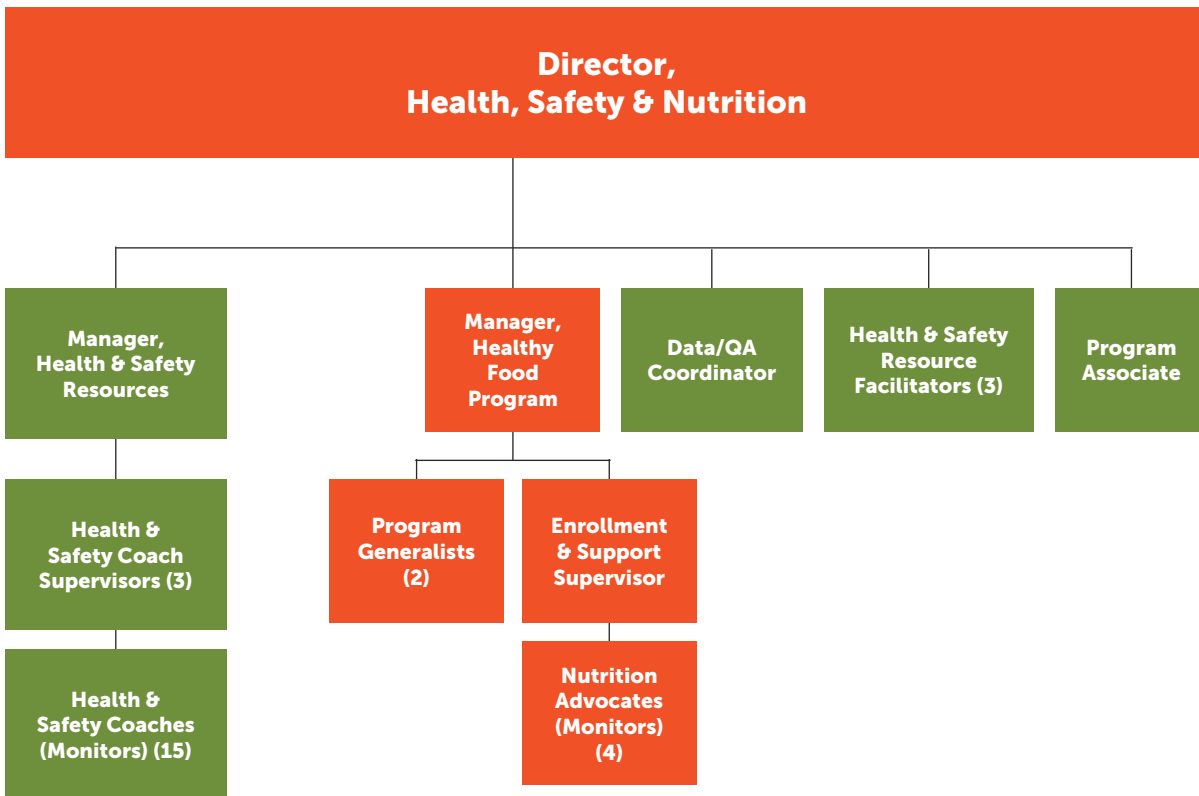 Director,
Health, Safety & Nutrition
Manager,
Health & Safety
Resources
Manager,
Healthy
Food
Program
Data/QA
Coordinator
Health & Safety
Resource
Facilitators (3)
Program
Associate
Health &
Safety Coach
Supervisors (3)
Program
Generalists
(2)
Enrollment
& Support
Supervisor
Health &
Safety Coaches
(Monitors) (15)
Nutrition
Advocates
(Monitors)
(4)